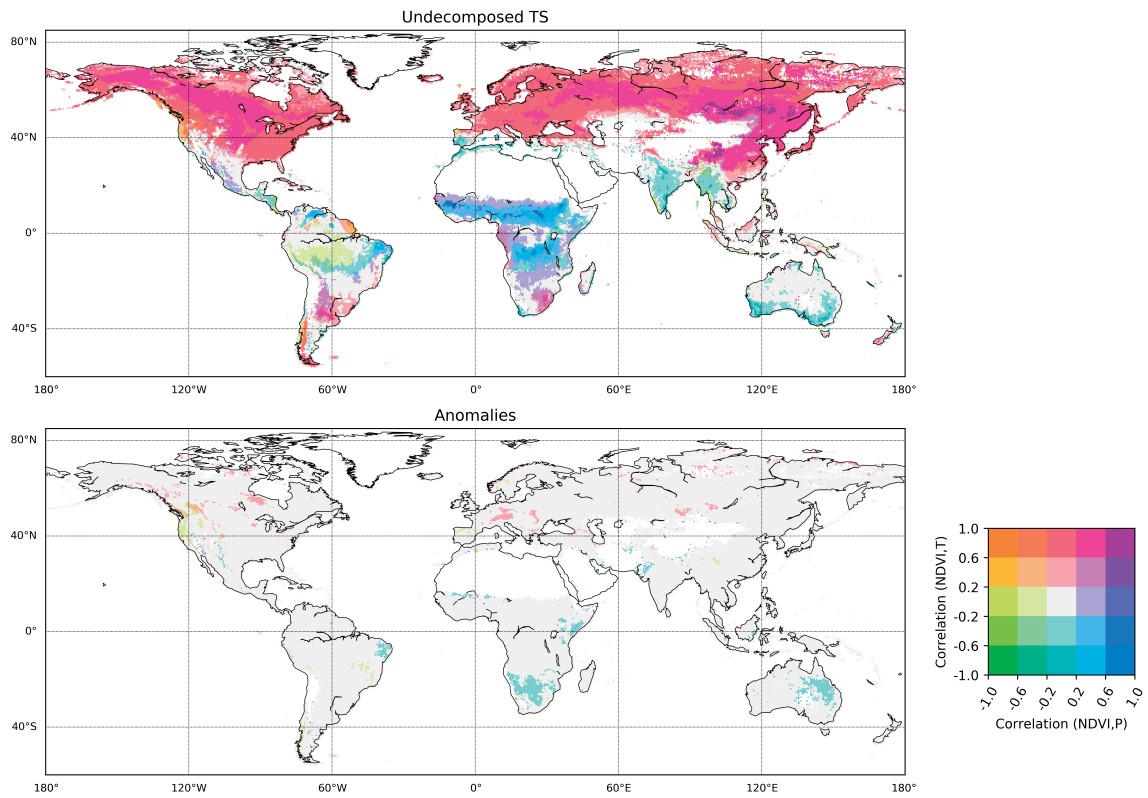 Undecomposed TS
80°N
40°N
0°
40°S
180°
120°W
60°W
0°
60°E
120°E
180°
Anomalies
80°N
40°N
0°
40°S
180°
120°W
60°W
0°
60°E
120°E
180°
Correlation (NDVI,T)
1.0
0.6
0.2
-0.2
-0.6
-1.0
-1.0
-0.6
-0.2
0.2
0.6
1.0
Correlation (NDVI,P)